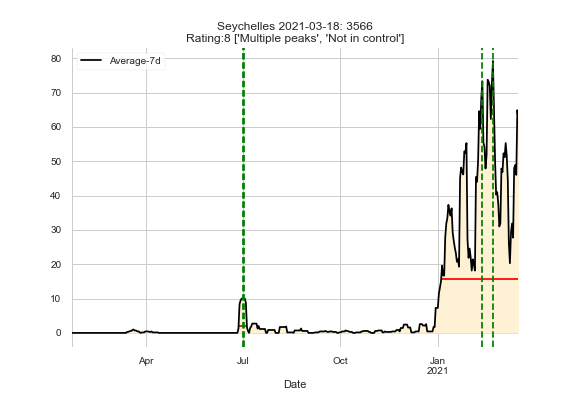 Seychelles 2021-03-18: 3566
Rating:8 ['Multiple peaks', 'Not in control']
Average-7d
80
70
60
50
40
30
20
10
0
Apr
Jul
Oct
Jan
2021
Date